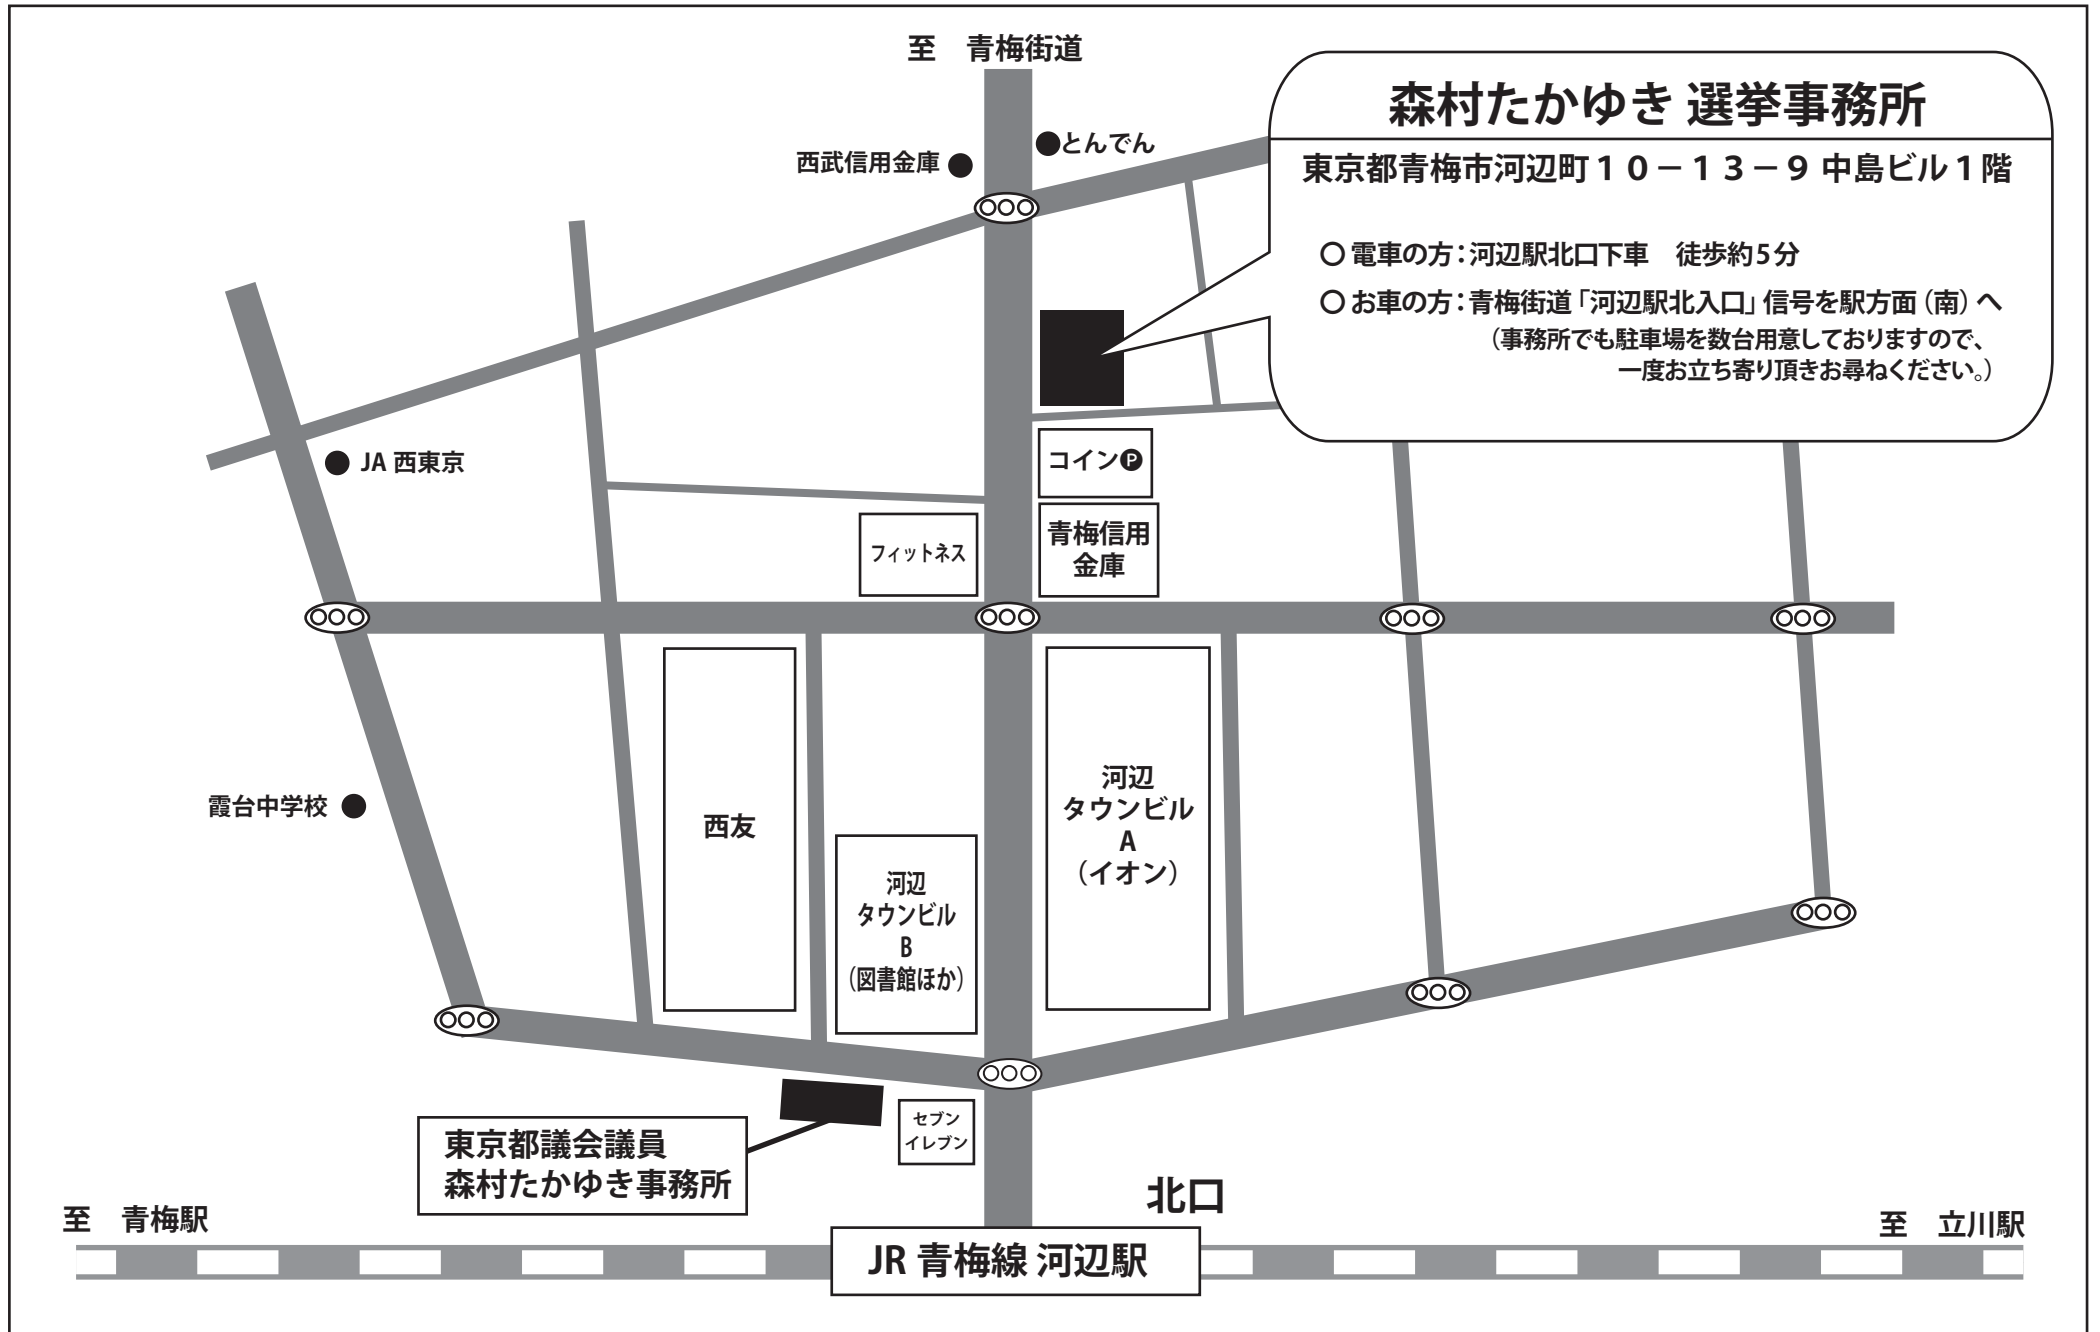 至　青梅街道
森村たかゆき 選挙事務所
東京都青梅市河辺町１０－１３－９ 中島ビル１階
○ 電車の方：河辺駅北口下車　徒歩約5分
○ お車の方：青梅街道「河辺駅北入口」信号を駅方面（南）へ
（事務所でも駐車場を数台用意しておりますので、
一度お立ち寄り頂きお尋ねください。）
西武信用金庫
とんでん
JA 西東京
コインP
フィットネス
青梅信用
金庫
霞台中学校
西友
河辺
タウンビル
B
（図書館ほか）
河辺
タウンビル
A
（イオン）
セブン
イレブン
東京都議会議員
森村たかゆき事務所
北口
至　青梅駅
JR 青梅線 河辺駅
至　立川駅